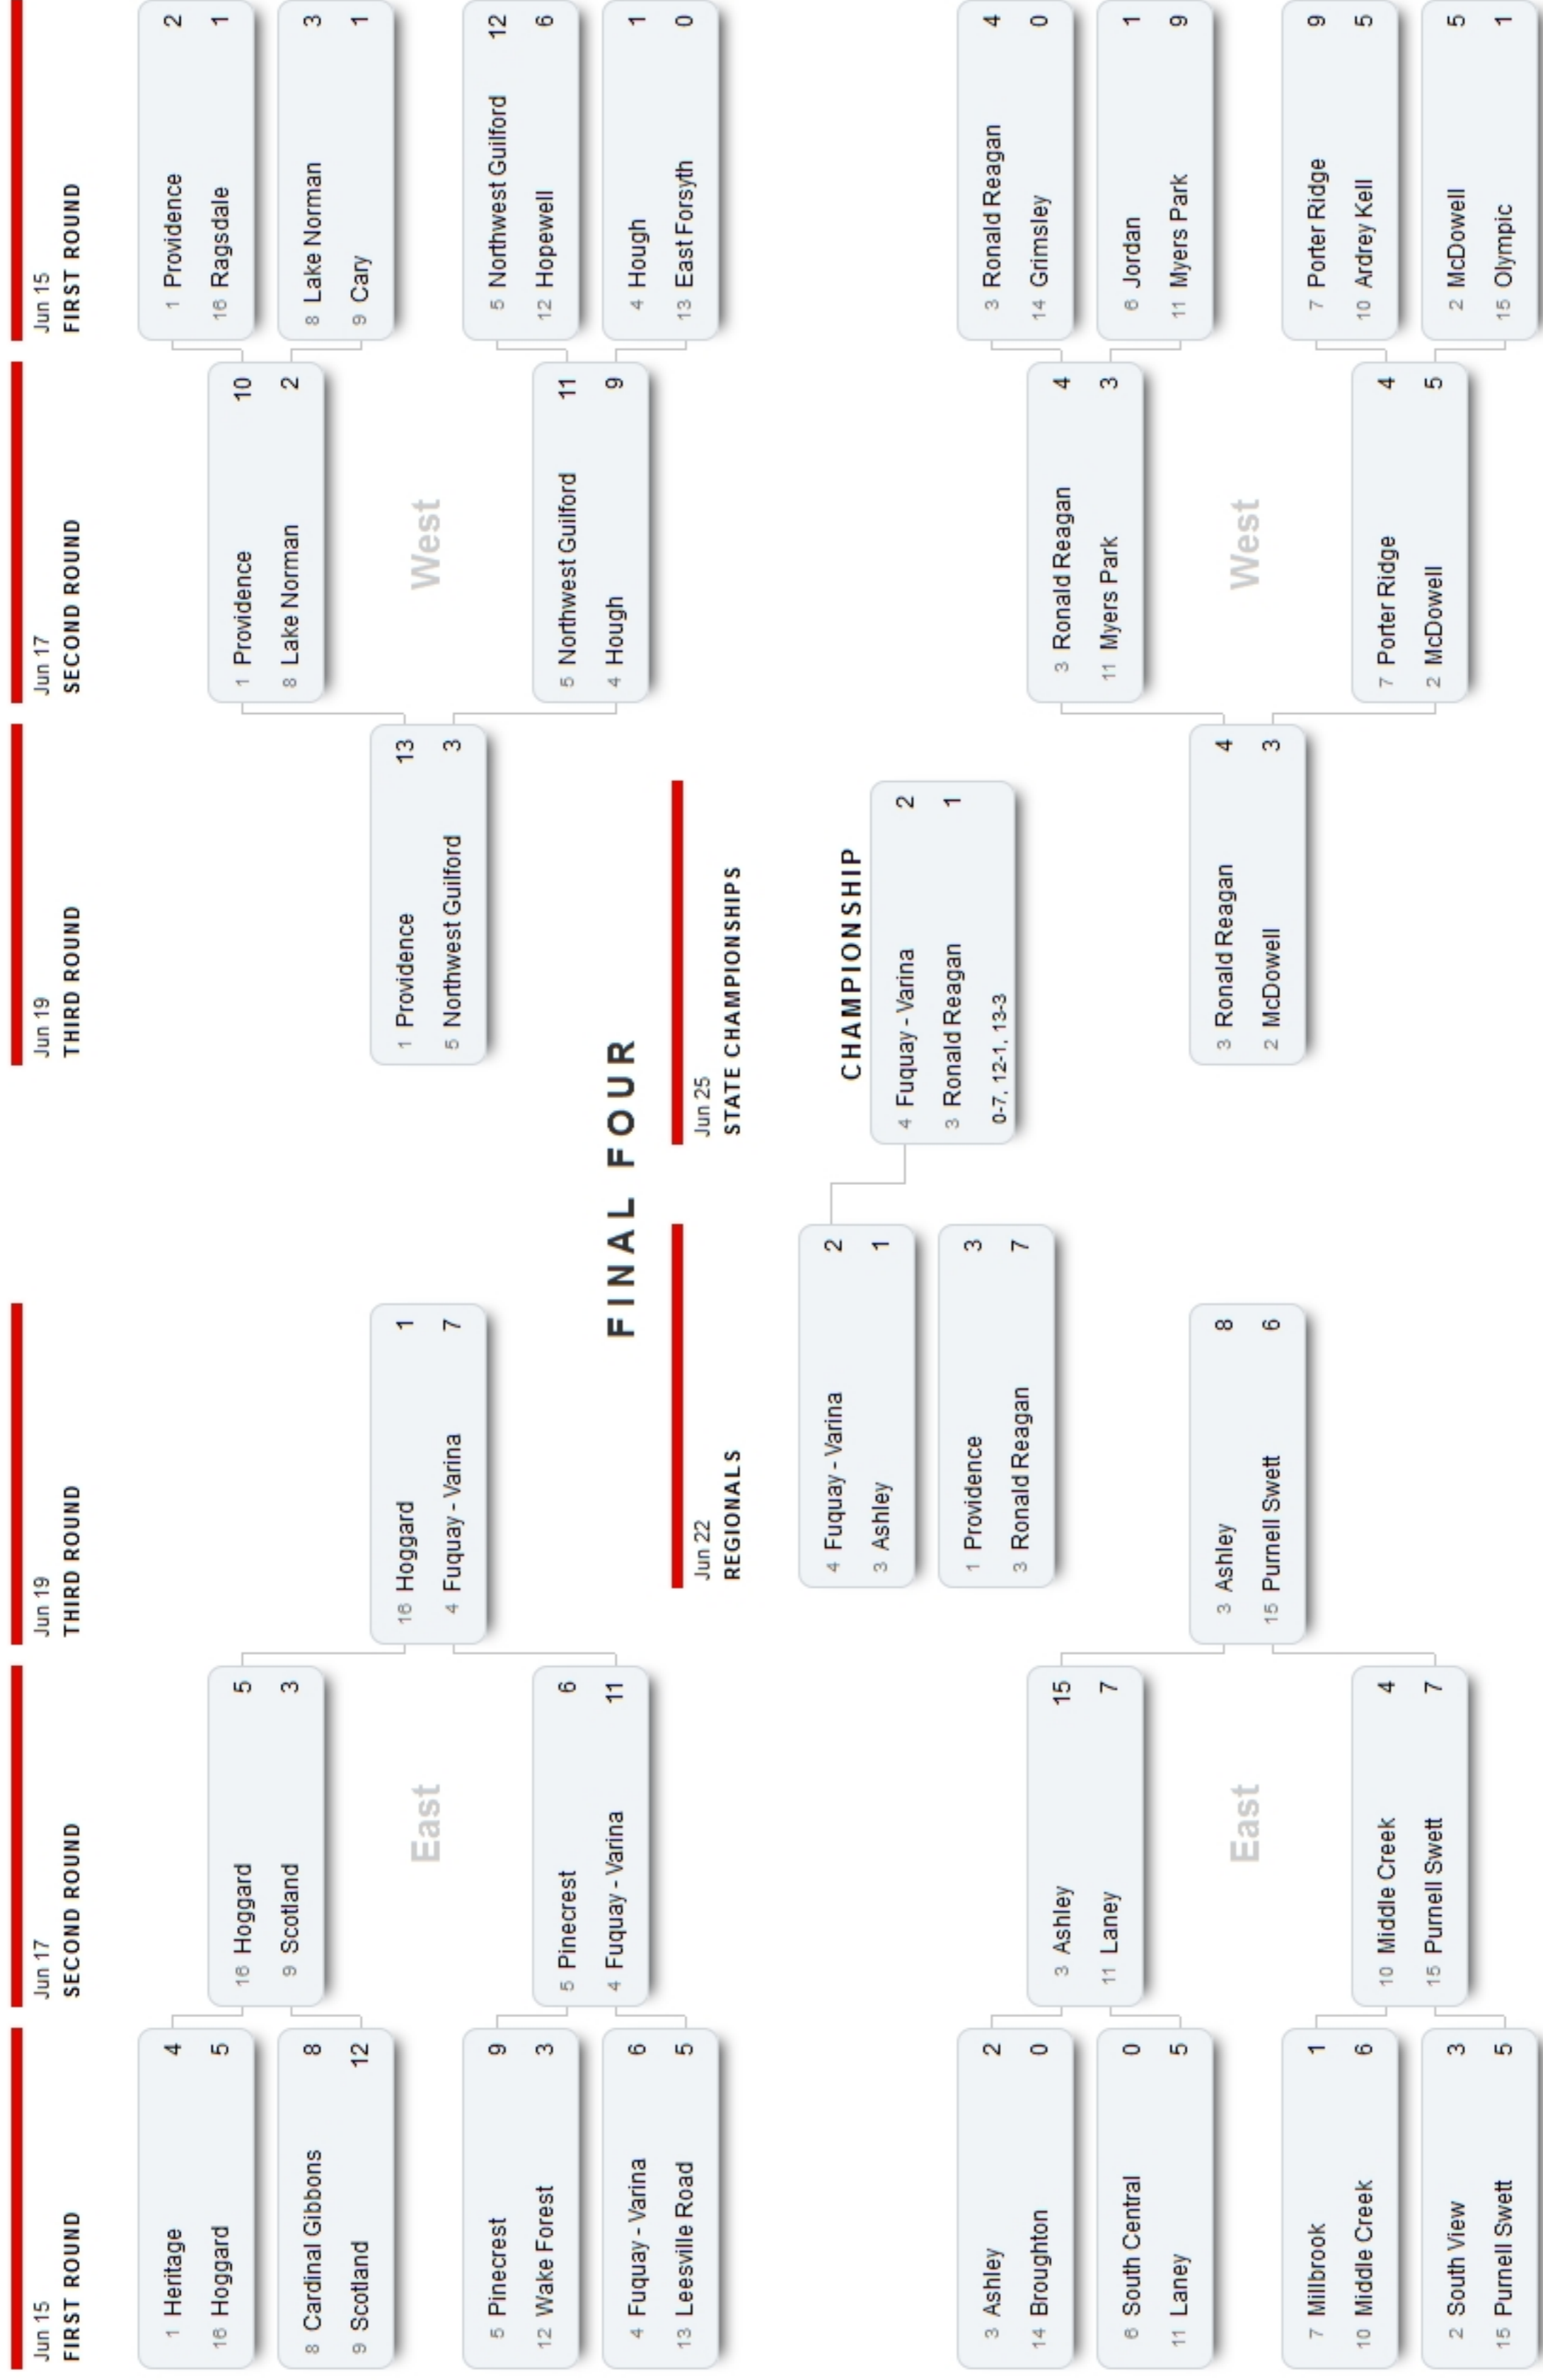 Jun 15
FIRST ROUND
Jun 17
SECOND ROUND
Jun 19
THIRD ROUND
Jun 19
THIRD ROUND
Jun 17
SECOND ROUND
Jun 15
FIRST ROUND
1 Heritage 4
16 Hoggard 5
8 Cardinal Gibbons 8
9 Scotland 12
5 Pinecrest 9
12 Wake Forest 3
4 Fuquay - Varina 6
13 Leesville Road 5
16 Hoggard 5
9 Scotland 3
East
5 Pinecrest 6
4 Fuquay - Varina 11
16 Hoggard 1
4 Fuquay - Varina 7
1 Providence 13
5 Northwest Guilford 3
1 Providence 10
8 Lake Norman 2
West
5 Northwest Guilford 11
4 Hough 9
1 Providence 2
16 Ragsdale 1
8 Lake Norman 3
9 Cary 1
5 Northwest Guilford 12
12 Hopewell 6
4 Hough 1
13 East Forsyth 0
FINAL FOUR
Jun 22
REGIONALS
Jun 25
STATE CHAMPIONSHIPS
4 Fuquay - Varina 2
3 Ashley 1
1 Providence 3
3 Ronald Reagan 7
CHAMPIONSHIP
4 Fuquay - Varina 2
3 Ronald Reagan 1
0-7, 12-1, 13-3
3 Ashley 2
14 Broughton 0
6 South Central 0
11 Laney 5
7 Millbrook 1
10 Middle Creek 6
2 South View 3
15 Purnell Swett 5
3 Ashley 15
11 Laney 7
East
10 Middle Creek 4
15 Purnell Swett 7
3 Ashley 8
15 Purnell Swett 6
3 Ronald Reagan 4
2 McDowell 3
3 Ronald Reagan 4
11 Myers Park 3
West
7 Porter Ridge 4
2 McDowell 5
3 Ronald Reagan 4
14 Grimsley 0
6 Jordan 1
11 Myers Park 9
7 Porter Ridge 9
10 Ardrey Kell 5
2 McDowell 5
15 Olympic 1